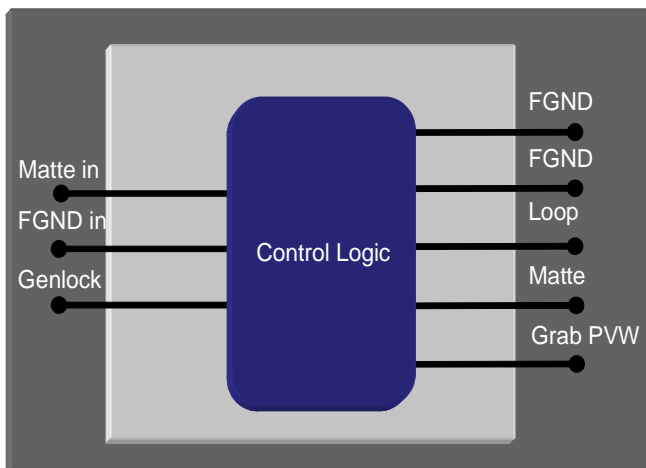 Matte in
FGND in
Genlock
Control Logic
FGND
FGND
Loop
Matte
Grab PVW